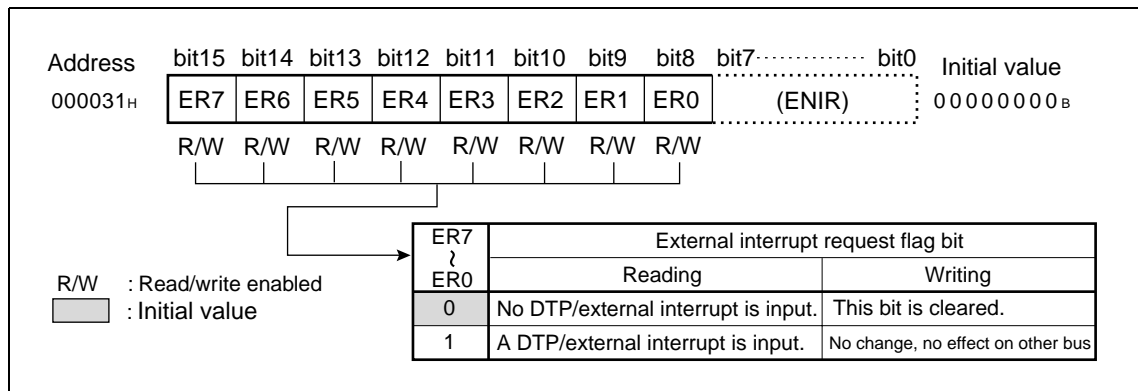 Address bit15 bit14 bit13 bit12 bit11 bit10 bit9 bit8 bit7 bit0 Initial value
000031H ER7 ER6 ER5 ER4 ER3 ER2 ER1 ER0 (ENIR) 00000000B
R/W R/W R/W R/W R/W R/W R/W R/W
ER7 ~ ER0 External interrupt request flag bit
Reading Writing
0 No DTP/external interrupt is input. This bit is cleared.
1 A DTP/external interrupt is input. No change, no effect on other bus
R/W : Read/write enabled
: Initial value